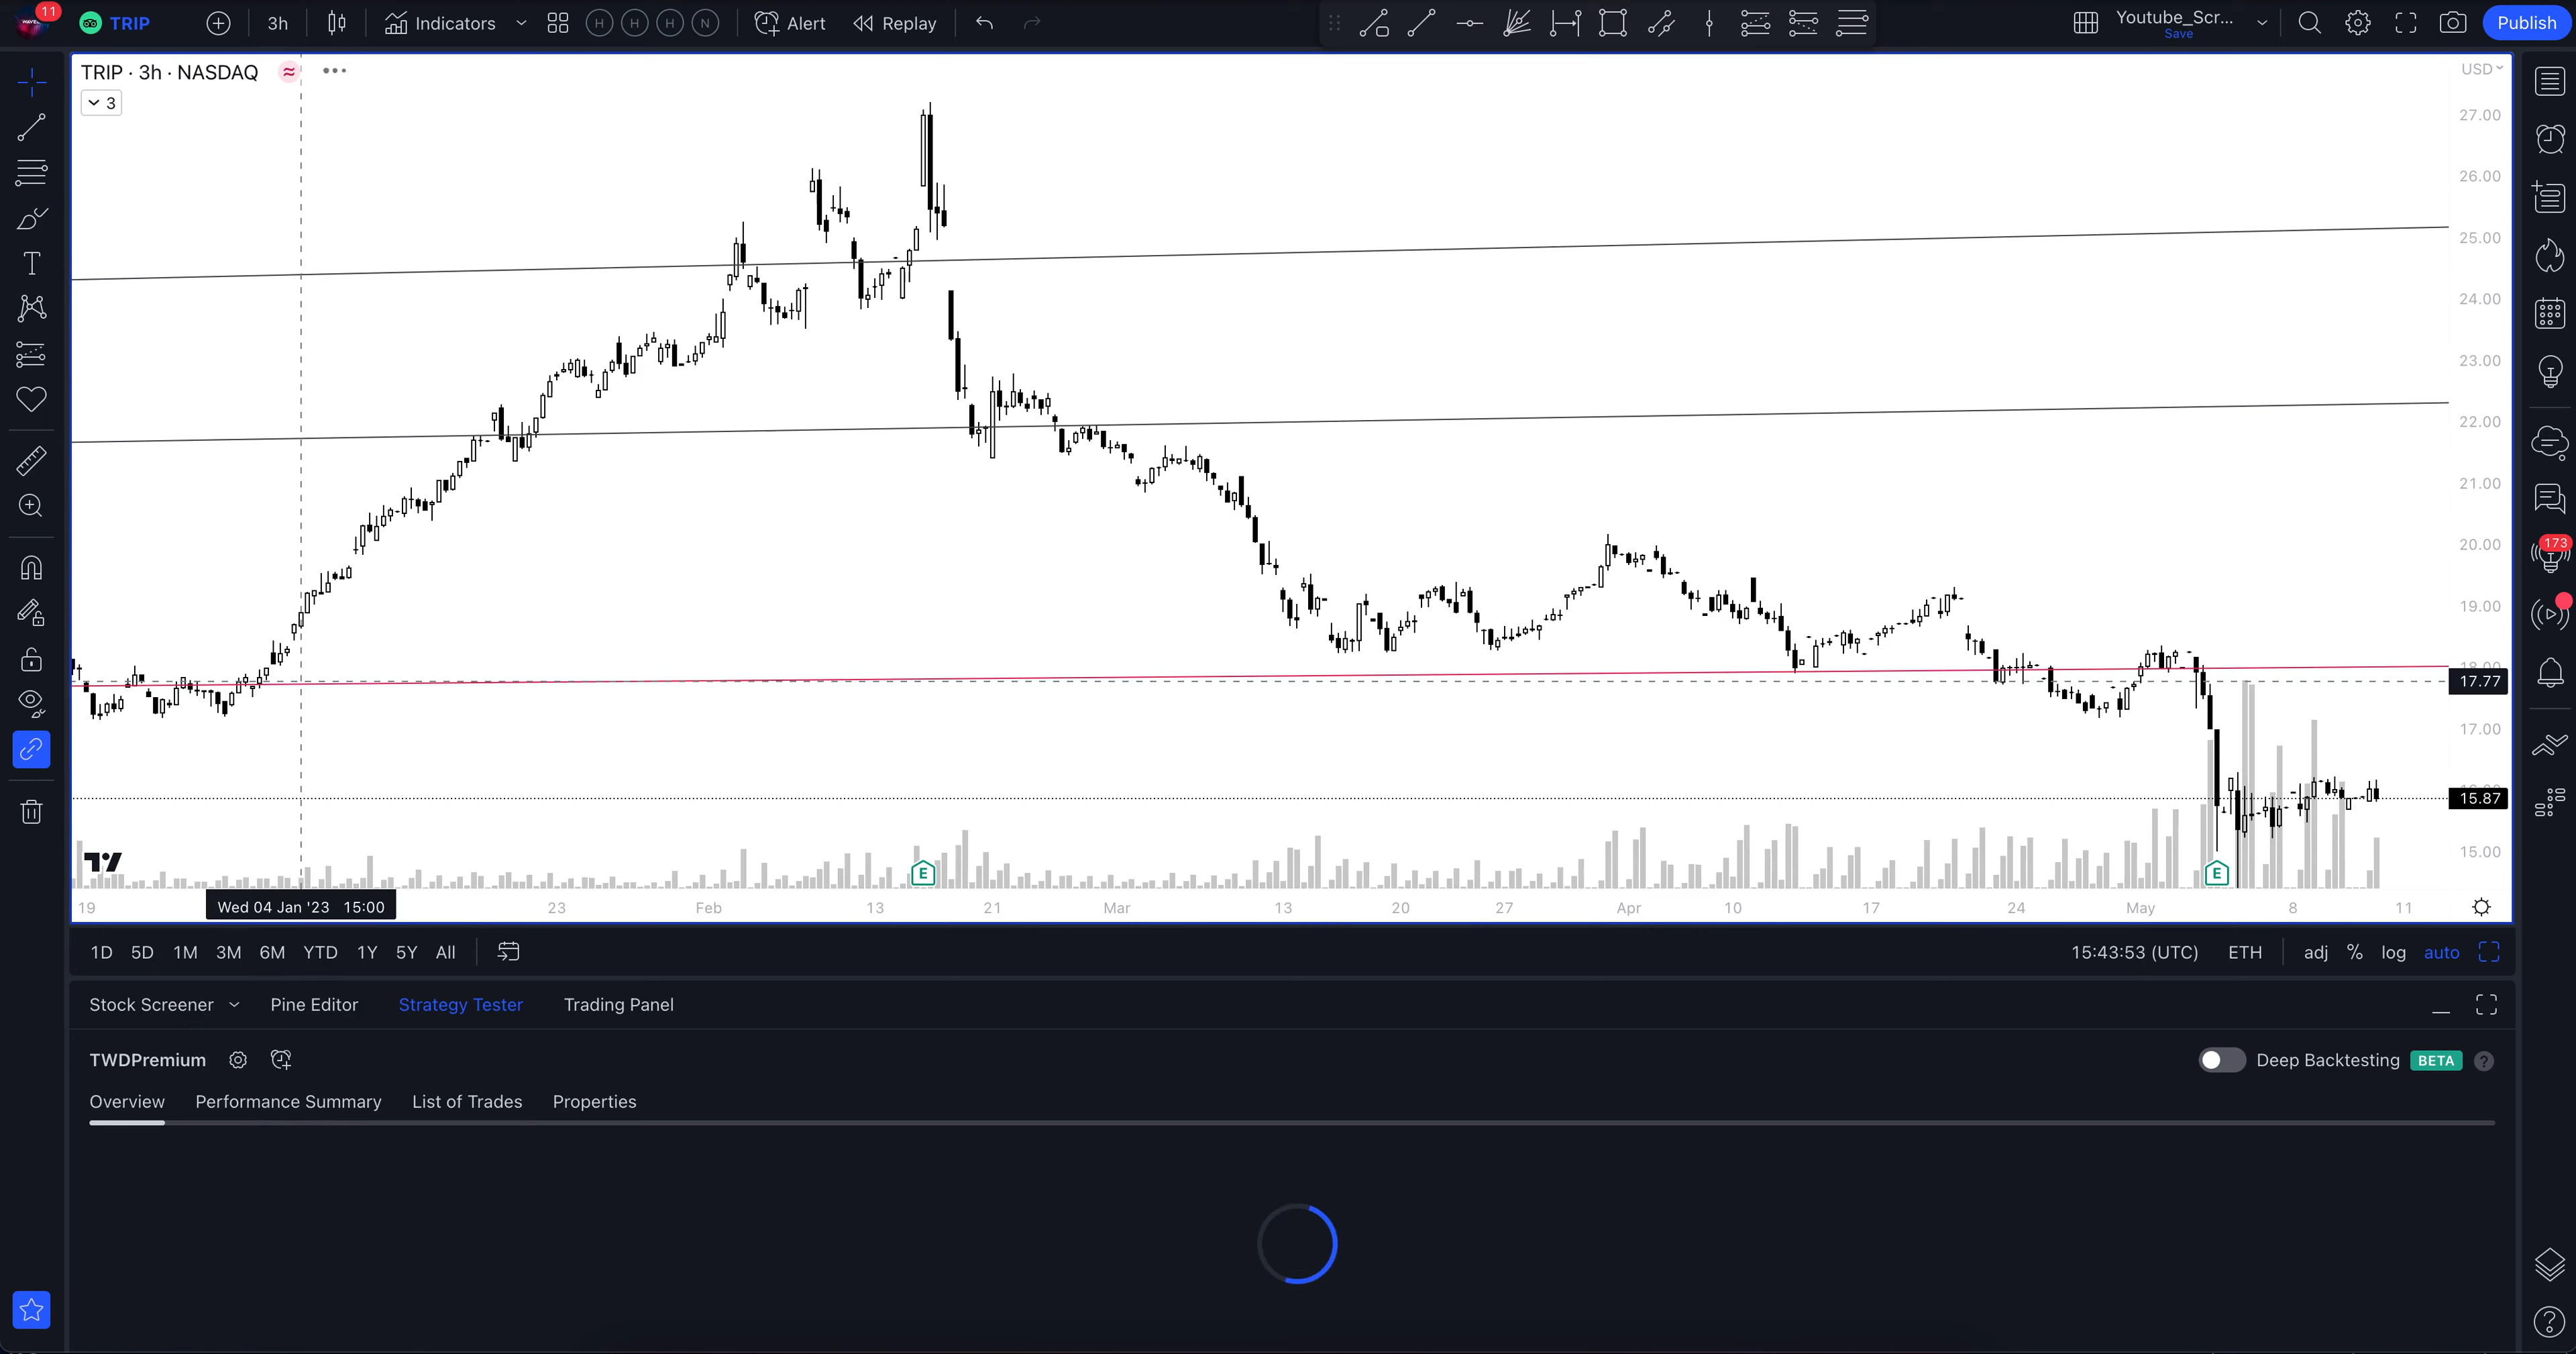 11
TRIP
3h
Indicators
H H H N
Alert
Replay
Youtube_Scr...
Save
Publish
TRIP · 3h · NASDAQ
3
USD
27.00
26.00
25.00
24.00
23.00
22.00
21.00
20.00
19.00
17.77
17.00
15.87
15.00
173
E
E
19
Wed 04 Jan '23 15:00
23 Feb 13 21 Mar 13 20 27 Apr 10 17 24 May 8 11
1D 5D 1M 3M 6M YTD 1Y 5Y All
15:43:53 (UTC) ETH adj % log auto
Stock Screener Pine Editor Strategy Tester Trading Panel
TWDPremium
Deep Backtesting BETA ?
Overview Performance Summary List of Trades Properties